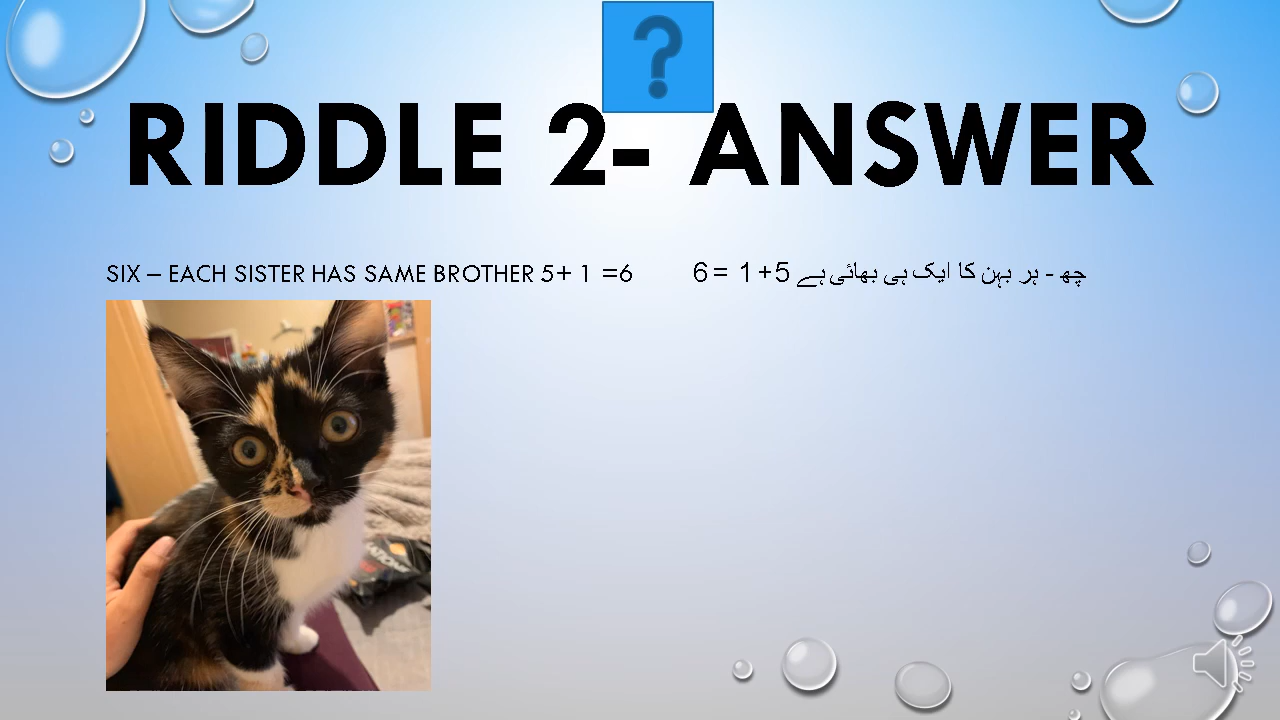 ?
RIDDLE 2- ANSWER
SIX – EACH SISTER HAS SAME BROTHER 5+ 1 =6
چھ - ہر بہن کا ایک ہی بھائی ہے 5+ 1 = 6